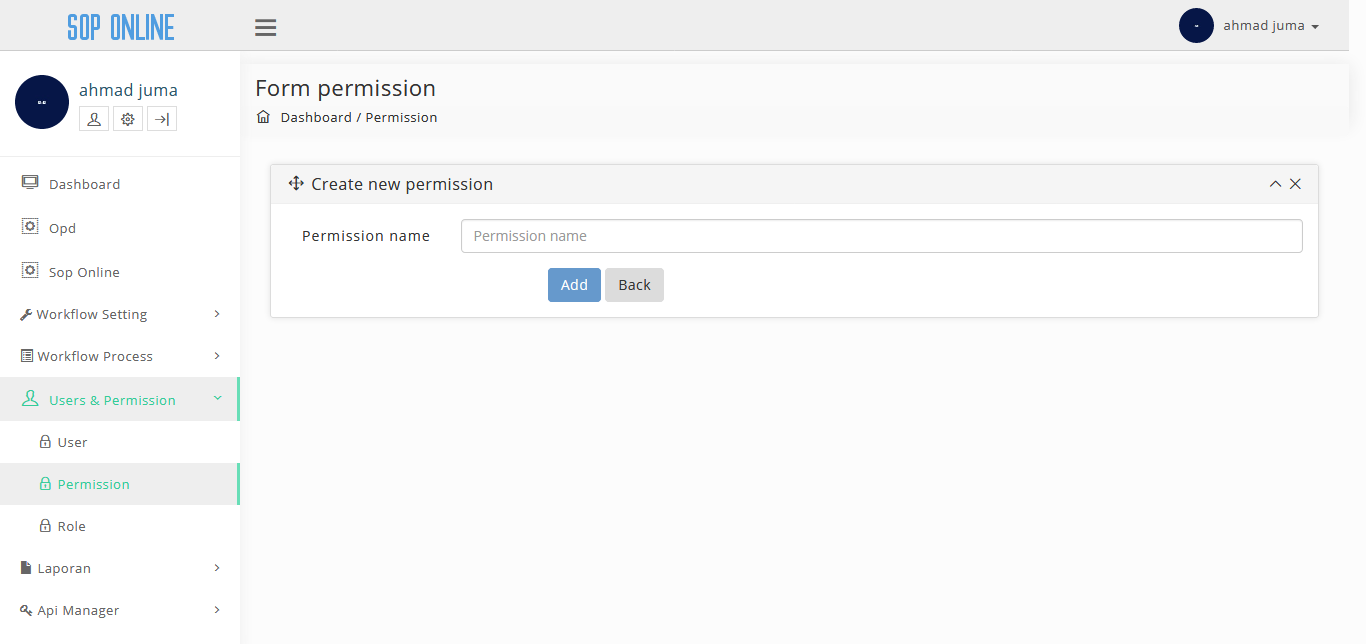 SOP ONLINE
ahmad juma
ahmad juma
Dashboard
Opd
Sop Online
Workflow Setting
Workflow Process
Users & Permission
User
Permission
Role
Laporan
Api Manager
Form permission
Dashboard / Permission
Create new permission
Permission name
Permission name
Add
Back